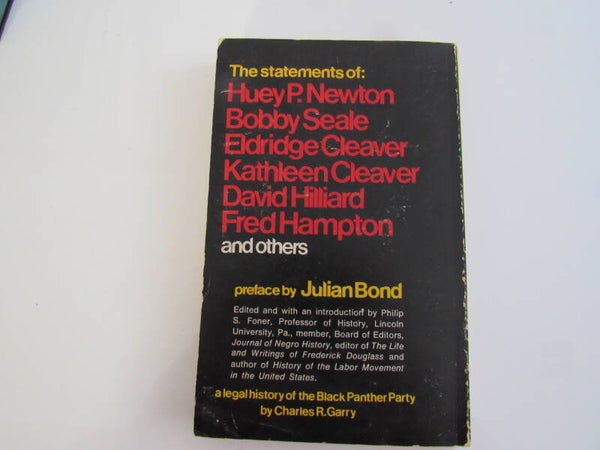 The statements of:
Huey P. Newton
Bobby Seale
Eldridge Cleaver
Kathleen Cleaver
David Hilliard
Fred Hampton
and others
preface by Julian Bond
Edited and with an introduction by Philip
S. Foner, Professor of History, Lincoln
University, Pa., member, Board of Editors,
Journal of Negro History, editor of The Life
and Writings of Frederick Douglass and
author of History of the Labor Movement
in the United States.
a legal history of the Black Panther Party
by Charles R. Garry